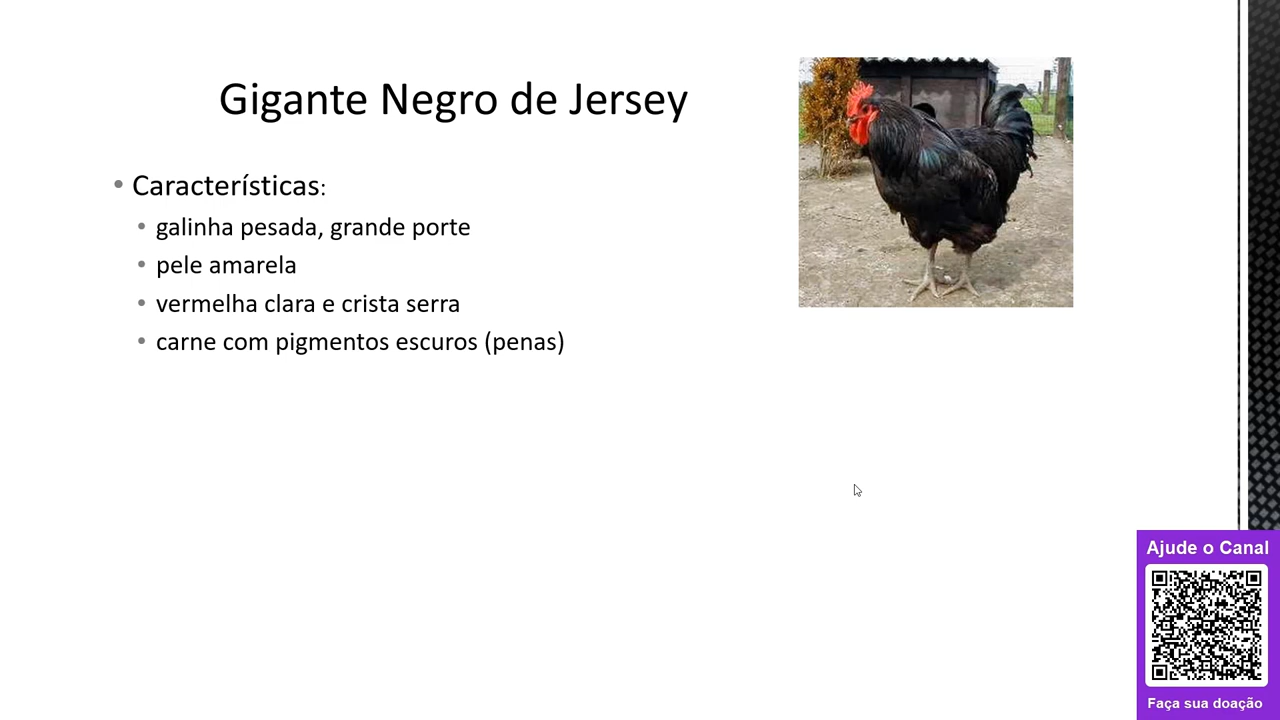 Gigante Negro de Jersey
• Características:
• galinha pesada, grande porte
• pele amarela
• vermelha clara e crista serra
• carne com pigmentos escuros (penas)
Ajude o Canal
Faça sua doação